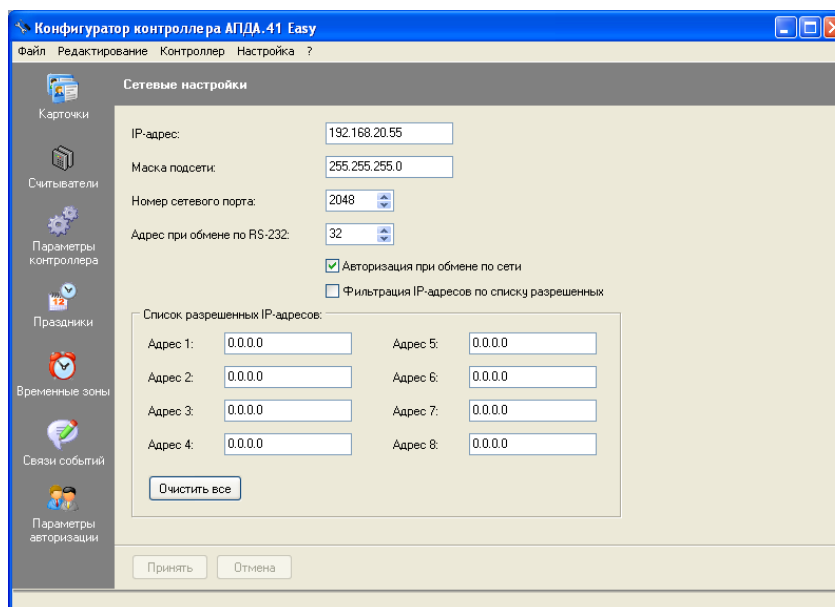 Конфигуратор контроллера АПДА.41 Easy
Файл Редактирование Контроллер Настройка ?
Карточки
Считыватели
Параметры
контроллера
Праздники
12
Временные зоны
Связи событий
Параметры
авторизации
Сетевые настройки
IP-адрес: 192.168.20.55
Маска подсети: 255.255.255.0
Номер сетевого порта: 2048
Адрес при обмене по RS-232: 32
Авторизация при обмене по сети
Фильтрация IP-адресов по списку разрешенных
Список разрешенных IP-адресов:
Адрес 1: 0.0.0.0 Адрес 5: 0.0.0.0
Адрес 2: 0.0.0.0 Адрес 6: 0.0.0.0
Адрес 3: 0.0.0.0 Адрес 7: 0.0.0.0
Адрес 4: 0.0.0.0 Адрес 8: 0.0.0.0
Очистить все
Принять Отмена